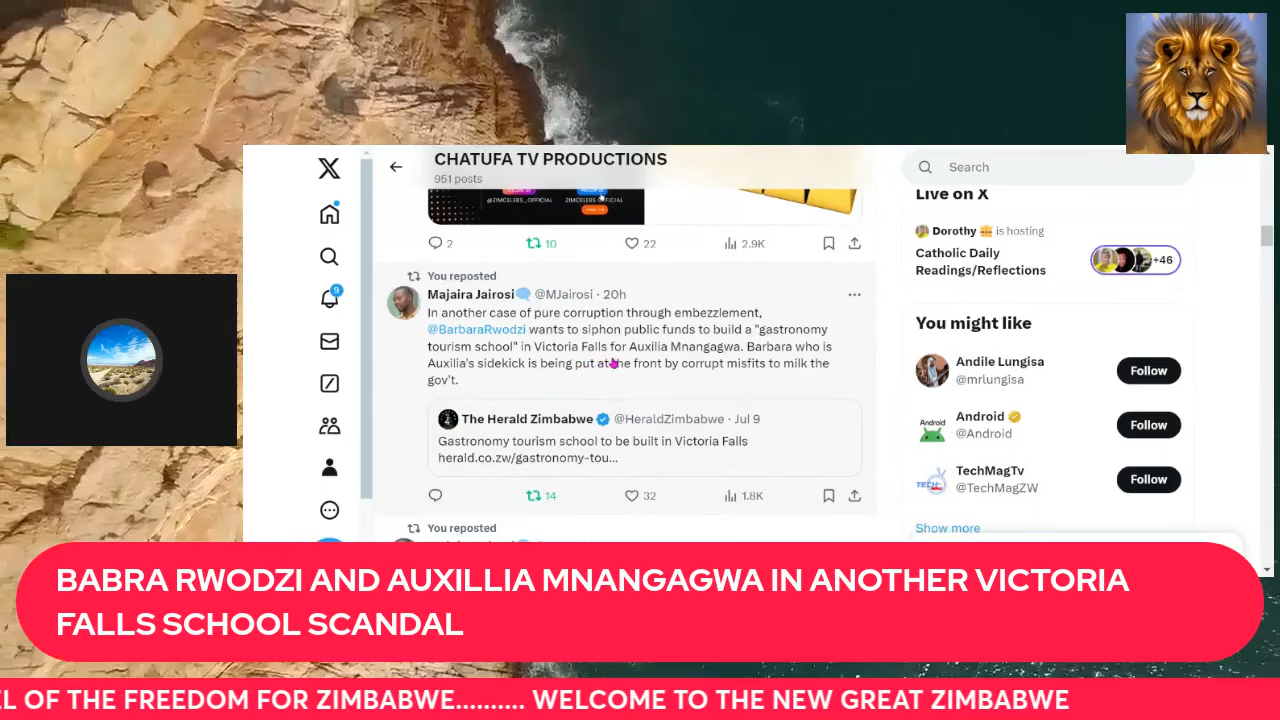 CHATUFA TV PRODUCTIONS
951 posts
@ZIMCELEBS_OFFICIAL
2
10
22
2.9K
You reposted
Majaira Jairosi @MJairosi · 20h
In another case of pure corruption through embezzlement,
@BarbaraRwodzi wants to siphon public funds to build a "gastronomy
tourism school" in Victoria Falls for Auxilia Mnangagwa. Barbara who is
Auxilia's sidekick is being put at the front by corrupt misfits to milk the
gov't.
The Herald Zimbabwe @HeraldZimbabwe · Jul 9
Gastronomy tourism school to be built in Victoria Falls
herald.co.zw/gastronomy-tou...
14
32
1.8K
You reposted
9
Search
Live on X
Dorothy is hosting
Catholic Daily
Readings/Reflections
+46
You might like
Andile Lungisa
@mrlungisa
Follow
Android
@Android
Follow
TechMagTv
@TechMagZW
Follow
Show more
BABRA RWODZI AND AUXILLIA MNANGAGWA IN ANOTHER VICTORIA
FALLS SCHOOL SCANDAL
EL OF THE FREEDOM FOR ZIMBABWE.......... WELCOME TO THE NEW GREAT ZIMBABWE